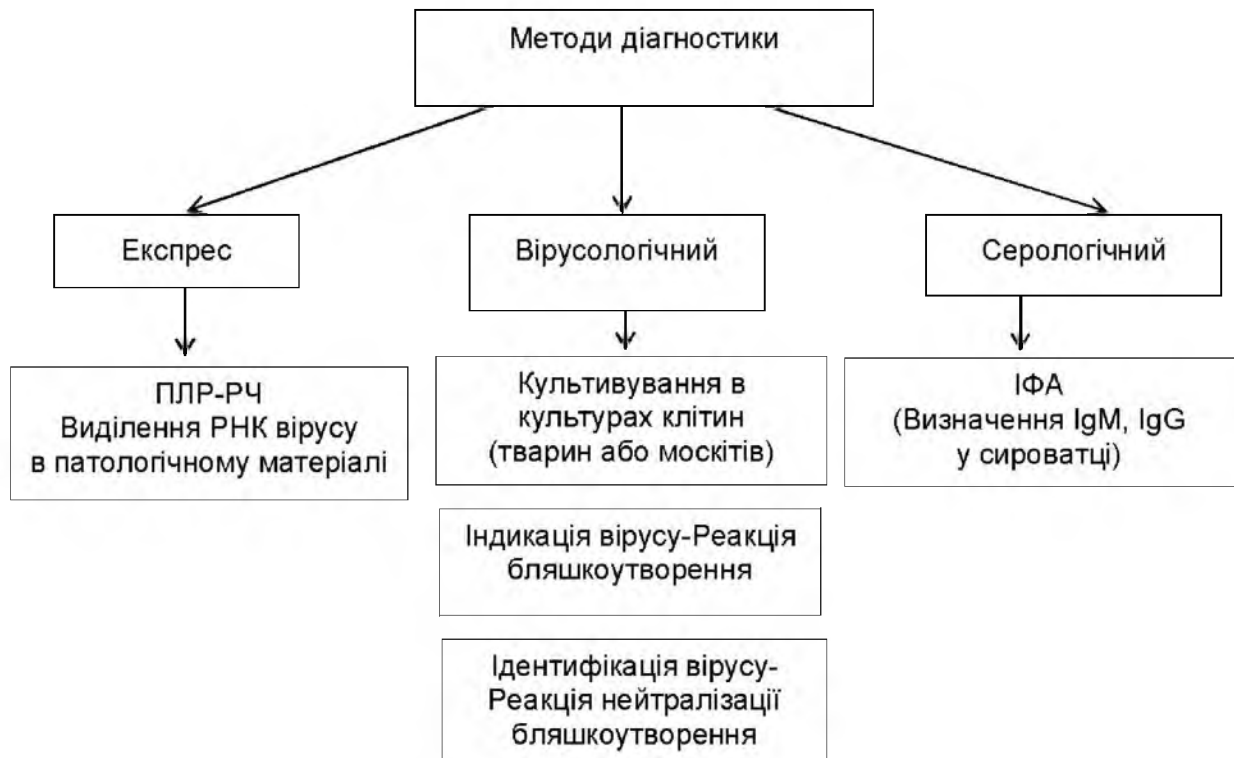 Методи діагностики
Експрес
Вірусологічний
Серологічний
ПЛР-РЧ
Виділення РНК вірусу
в патологічному матеріалі
Культивування в
культурах клітин
(тварин або москітів)
ІФА
(Визначення IgM, IgG
у сироватці)
Індикація вірусу-Реакція
бляшкоутворення
Ідентифікація вірусу-
Реакція нейтралізації
бляшкоутворення